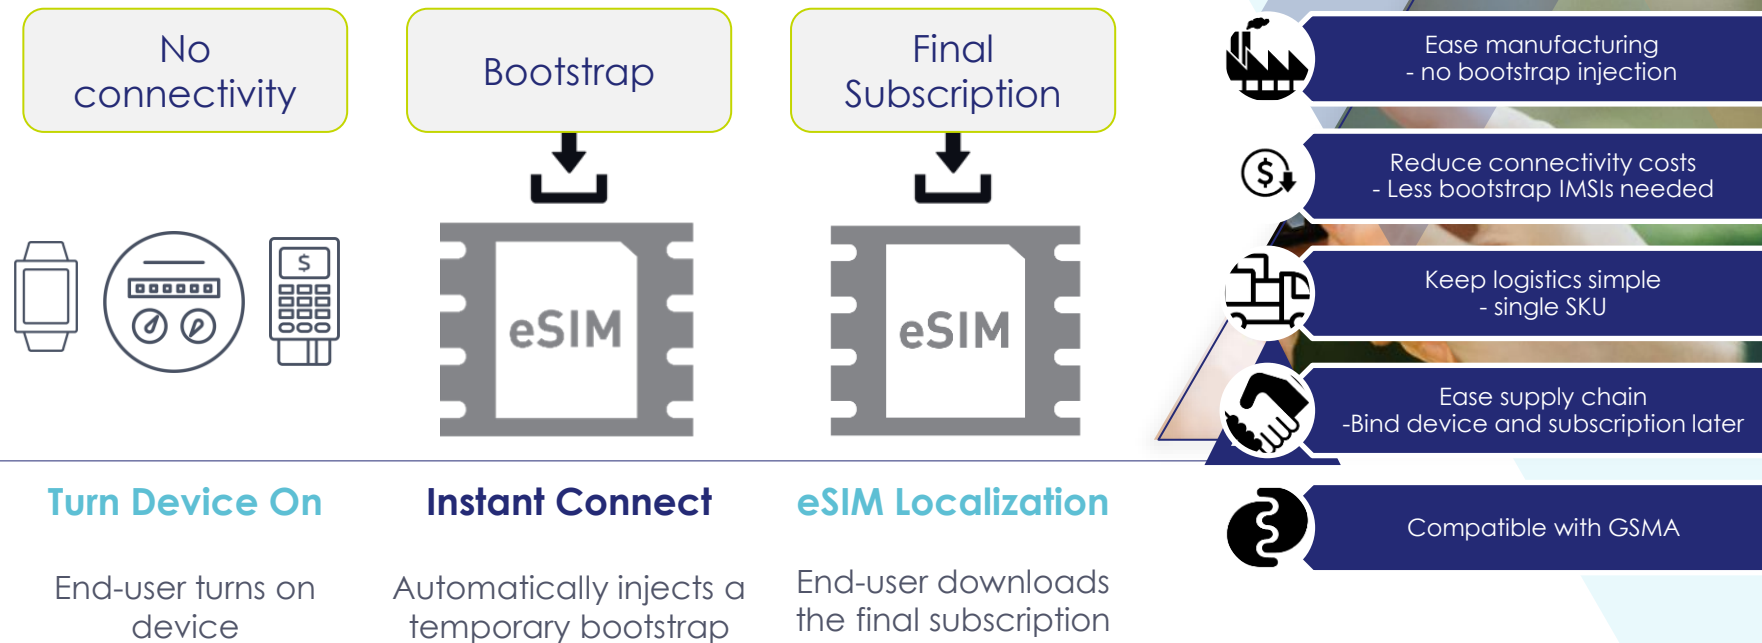 No
connectivity
Bootstrap
Final
Subscription
$
eSIM
eSIM
Turn Device On
Instant Connect
eSIM Localization
End-user turns on
device
Automatically injects a
temporary bootstrap
End-user downloads
the final subscription
Ease manufacturing
- no bootstrap injection
$
Reduce connectivity costs
- Less bootstrap IMSIs needed
Keep logistics simple
- single SKU
Ease supply chain
-Bind device and subscription later
Compatible with GSMA